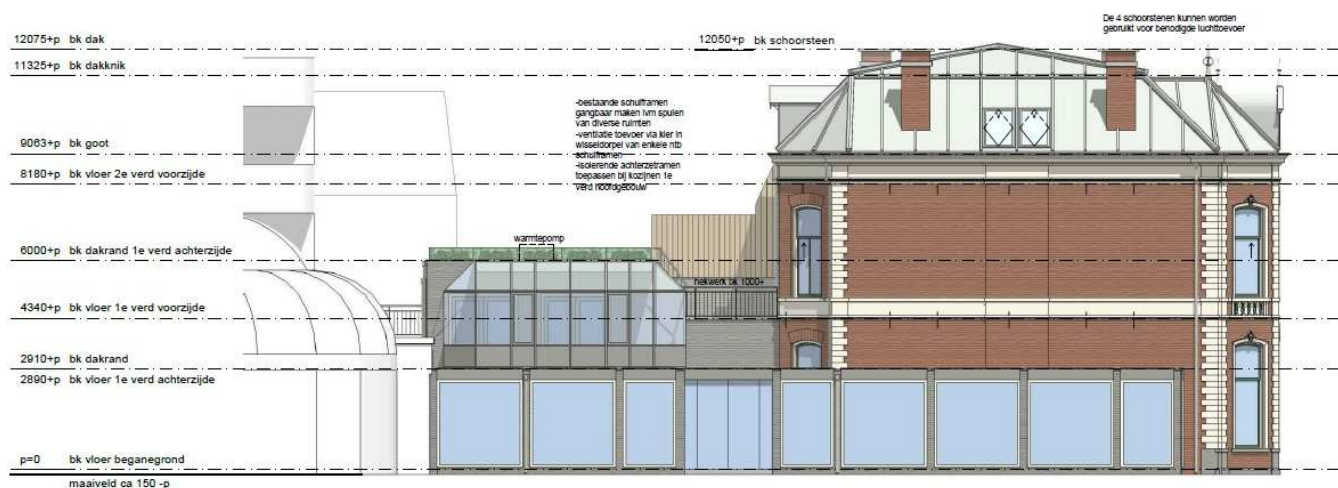 De 4 schoorstenen kunnen worden
gebruikt voor benodigde luchttoevoer
12075+p bk dak
12050+p bk schoorsteen
11325+p bk dakknik
-bestaande schuiframen
gangbaar maken ivm spuien
van diverse ruimten
-ventilatie toevoer via kier in
wisseldorpel van enkele ntb
schuiframen
-isolerende achterzetramen
toepassen bij kozijnen 1e
verd hoofdgebouw
9063+p bk goot
8180+p bk vloer 2e verd voorzijde
warmtepomp
6000+p bk dakrand 1e verd achterzijde
hekwerk bk 1000+
4340+p bk vloer 1e verd voorzijde
2910+p bk dakrand
2890+p bk vloer 1e verd achterzijde
p=0 bk vloer beganegrond
maaiveld ca 150 -p